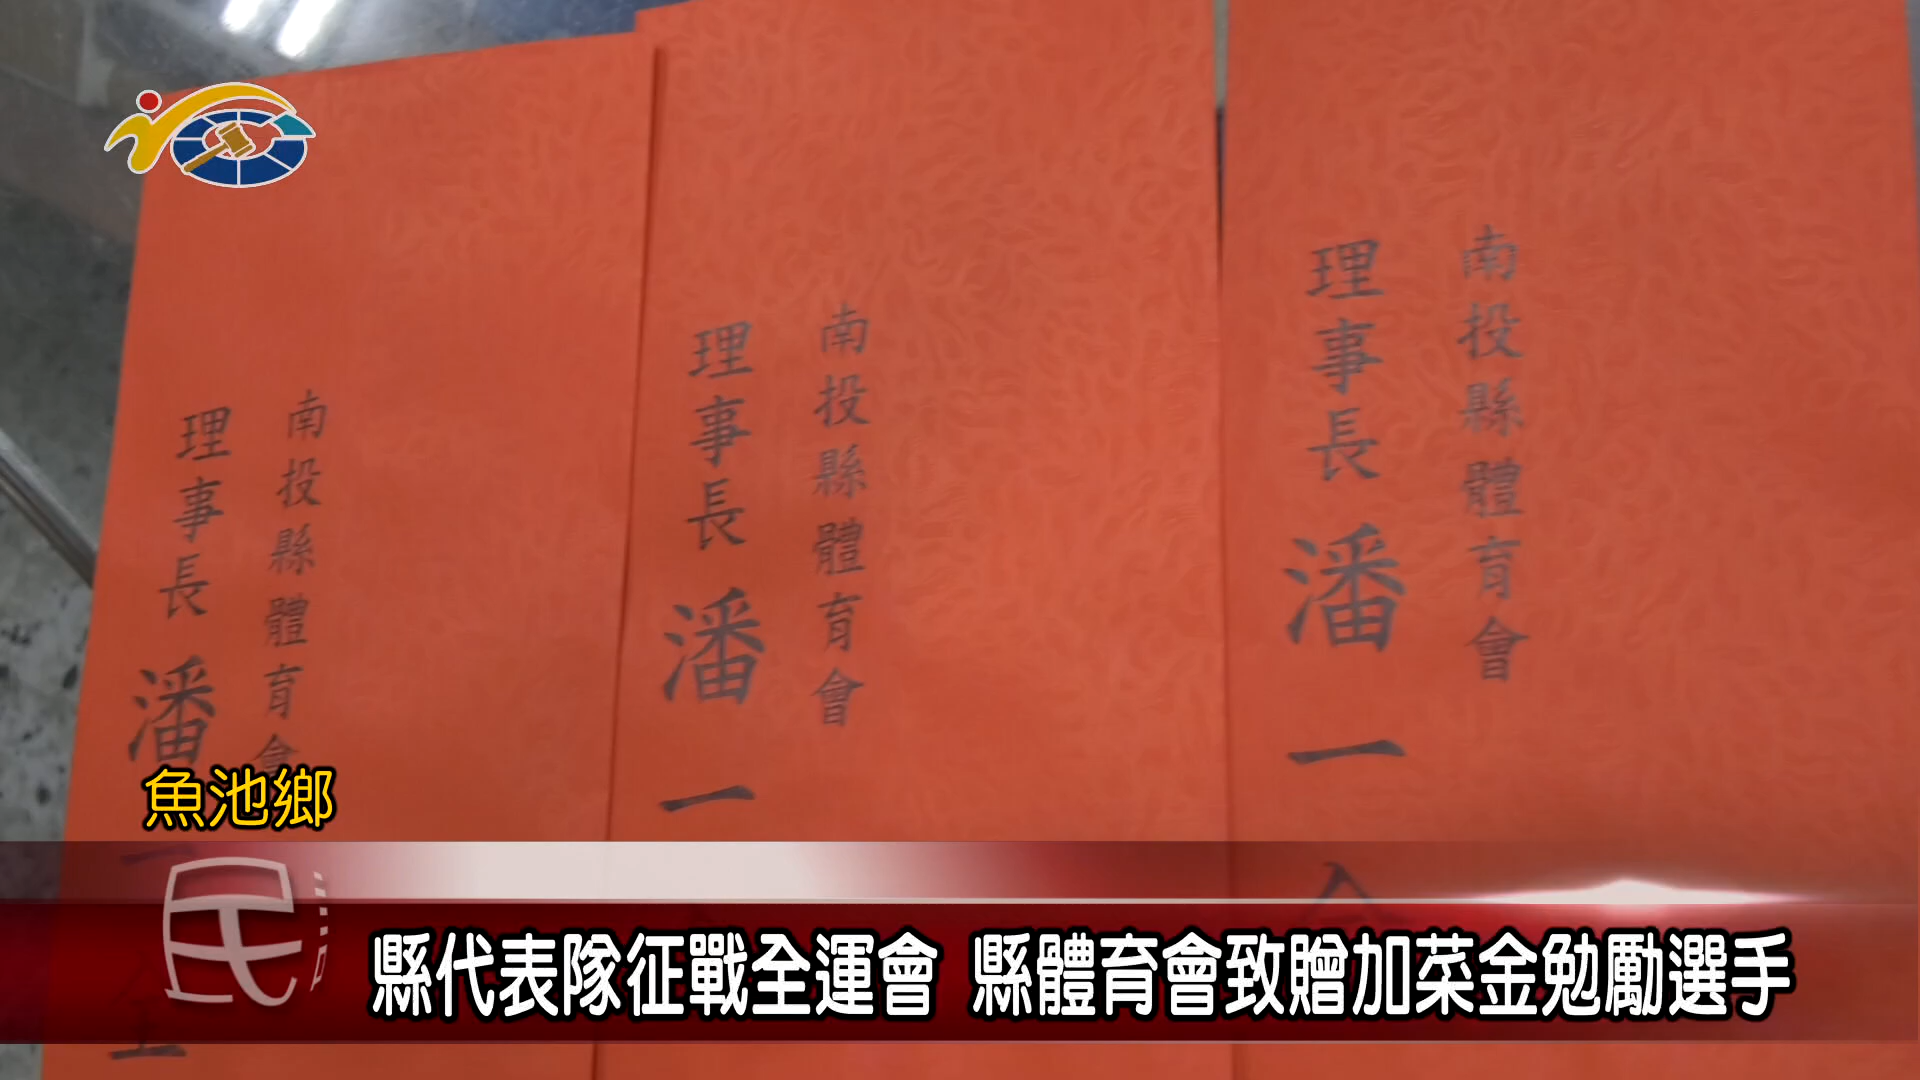 南投縣體育會
理事長 潘一
南投縣體育會
理事長 潘一
南投縣體育會
理事長 潘一全
魚池鄉
民
縣代表隊征戰全運會 縣體育會致贈加菜金勉勵選手